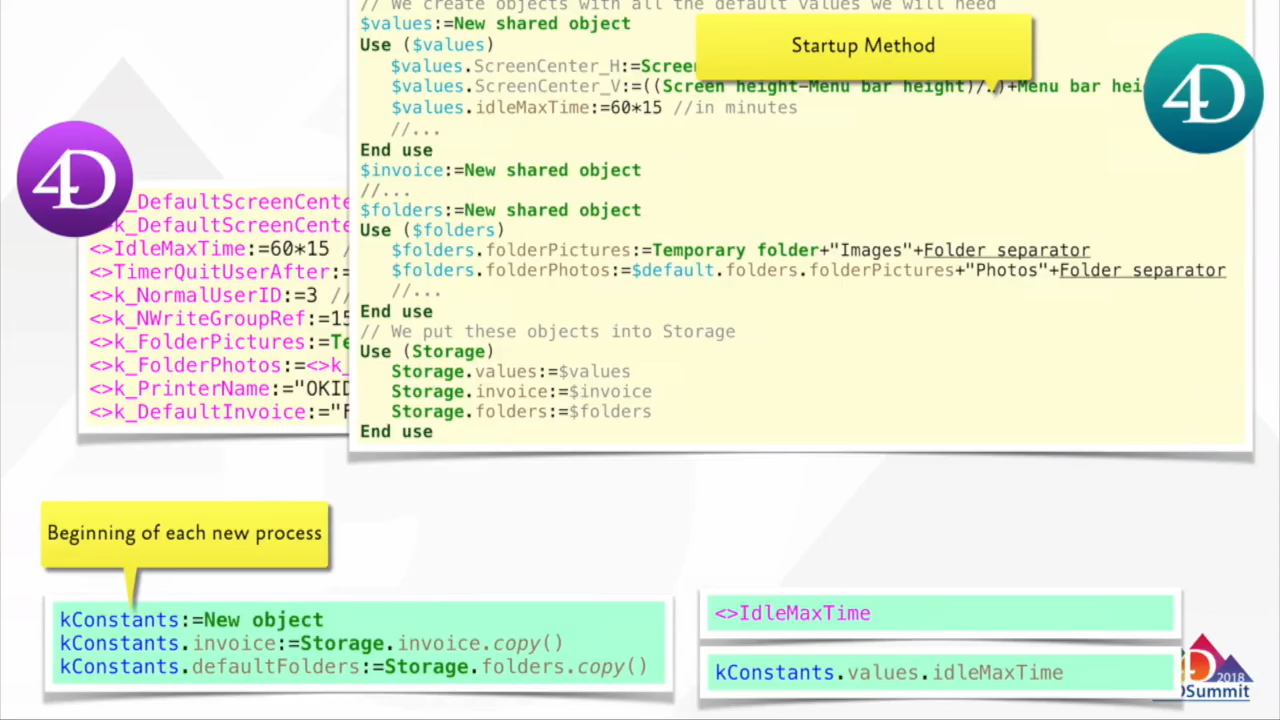 // We create objects with all the default values we will need
$values:=New shared object
Use ($values)
$values.ScreenCenter_H:=Scree
$values.ScreenCenter_V:=((Screen height-Menu bar height)/2)+Menu bar hei
$values.idleMaxTime:=60*15 //in minutes
//...
End use
$invoice:=New shared object
//...
$folders:=New shared object
Use ($folders)
$folders.folderPictures:=Temporary folder+"Images"+Folder separator
$folders.folderPhotos:=$default.folders.folderPictures+"Photos"+Folder separator
//...
End use
// We put these objects into Storage
Use (Storage)
Storage.values:=$values
Storage.invoice:=$invoice
Storage.folders:=$folders
End use
Startup Method
4D
4D
k_DefaultScreenCente
k_DefaultScreenCente
<>IdleMaxTime:=60*15 /
<>TimerQuitUserAfter:=
<>k_NormalUserID:=3 //
<>k_NWriteGroupRef:=15
<>k_FolderPictures:=Te
<>k_FolderPhotos:=<>k_
<>k_PrinterName:="OKID
<>k_DefaultInvoice:="F
Beginning of each new process
kConstants:=New object
kConstants.invoice:=Storage.invoice.copy()
kConstants.defaultFolders:=Storage.folders.copy()
<>IdleMaxTime
kConstants.values.idleMaxTime
4D
2018
Summit